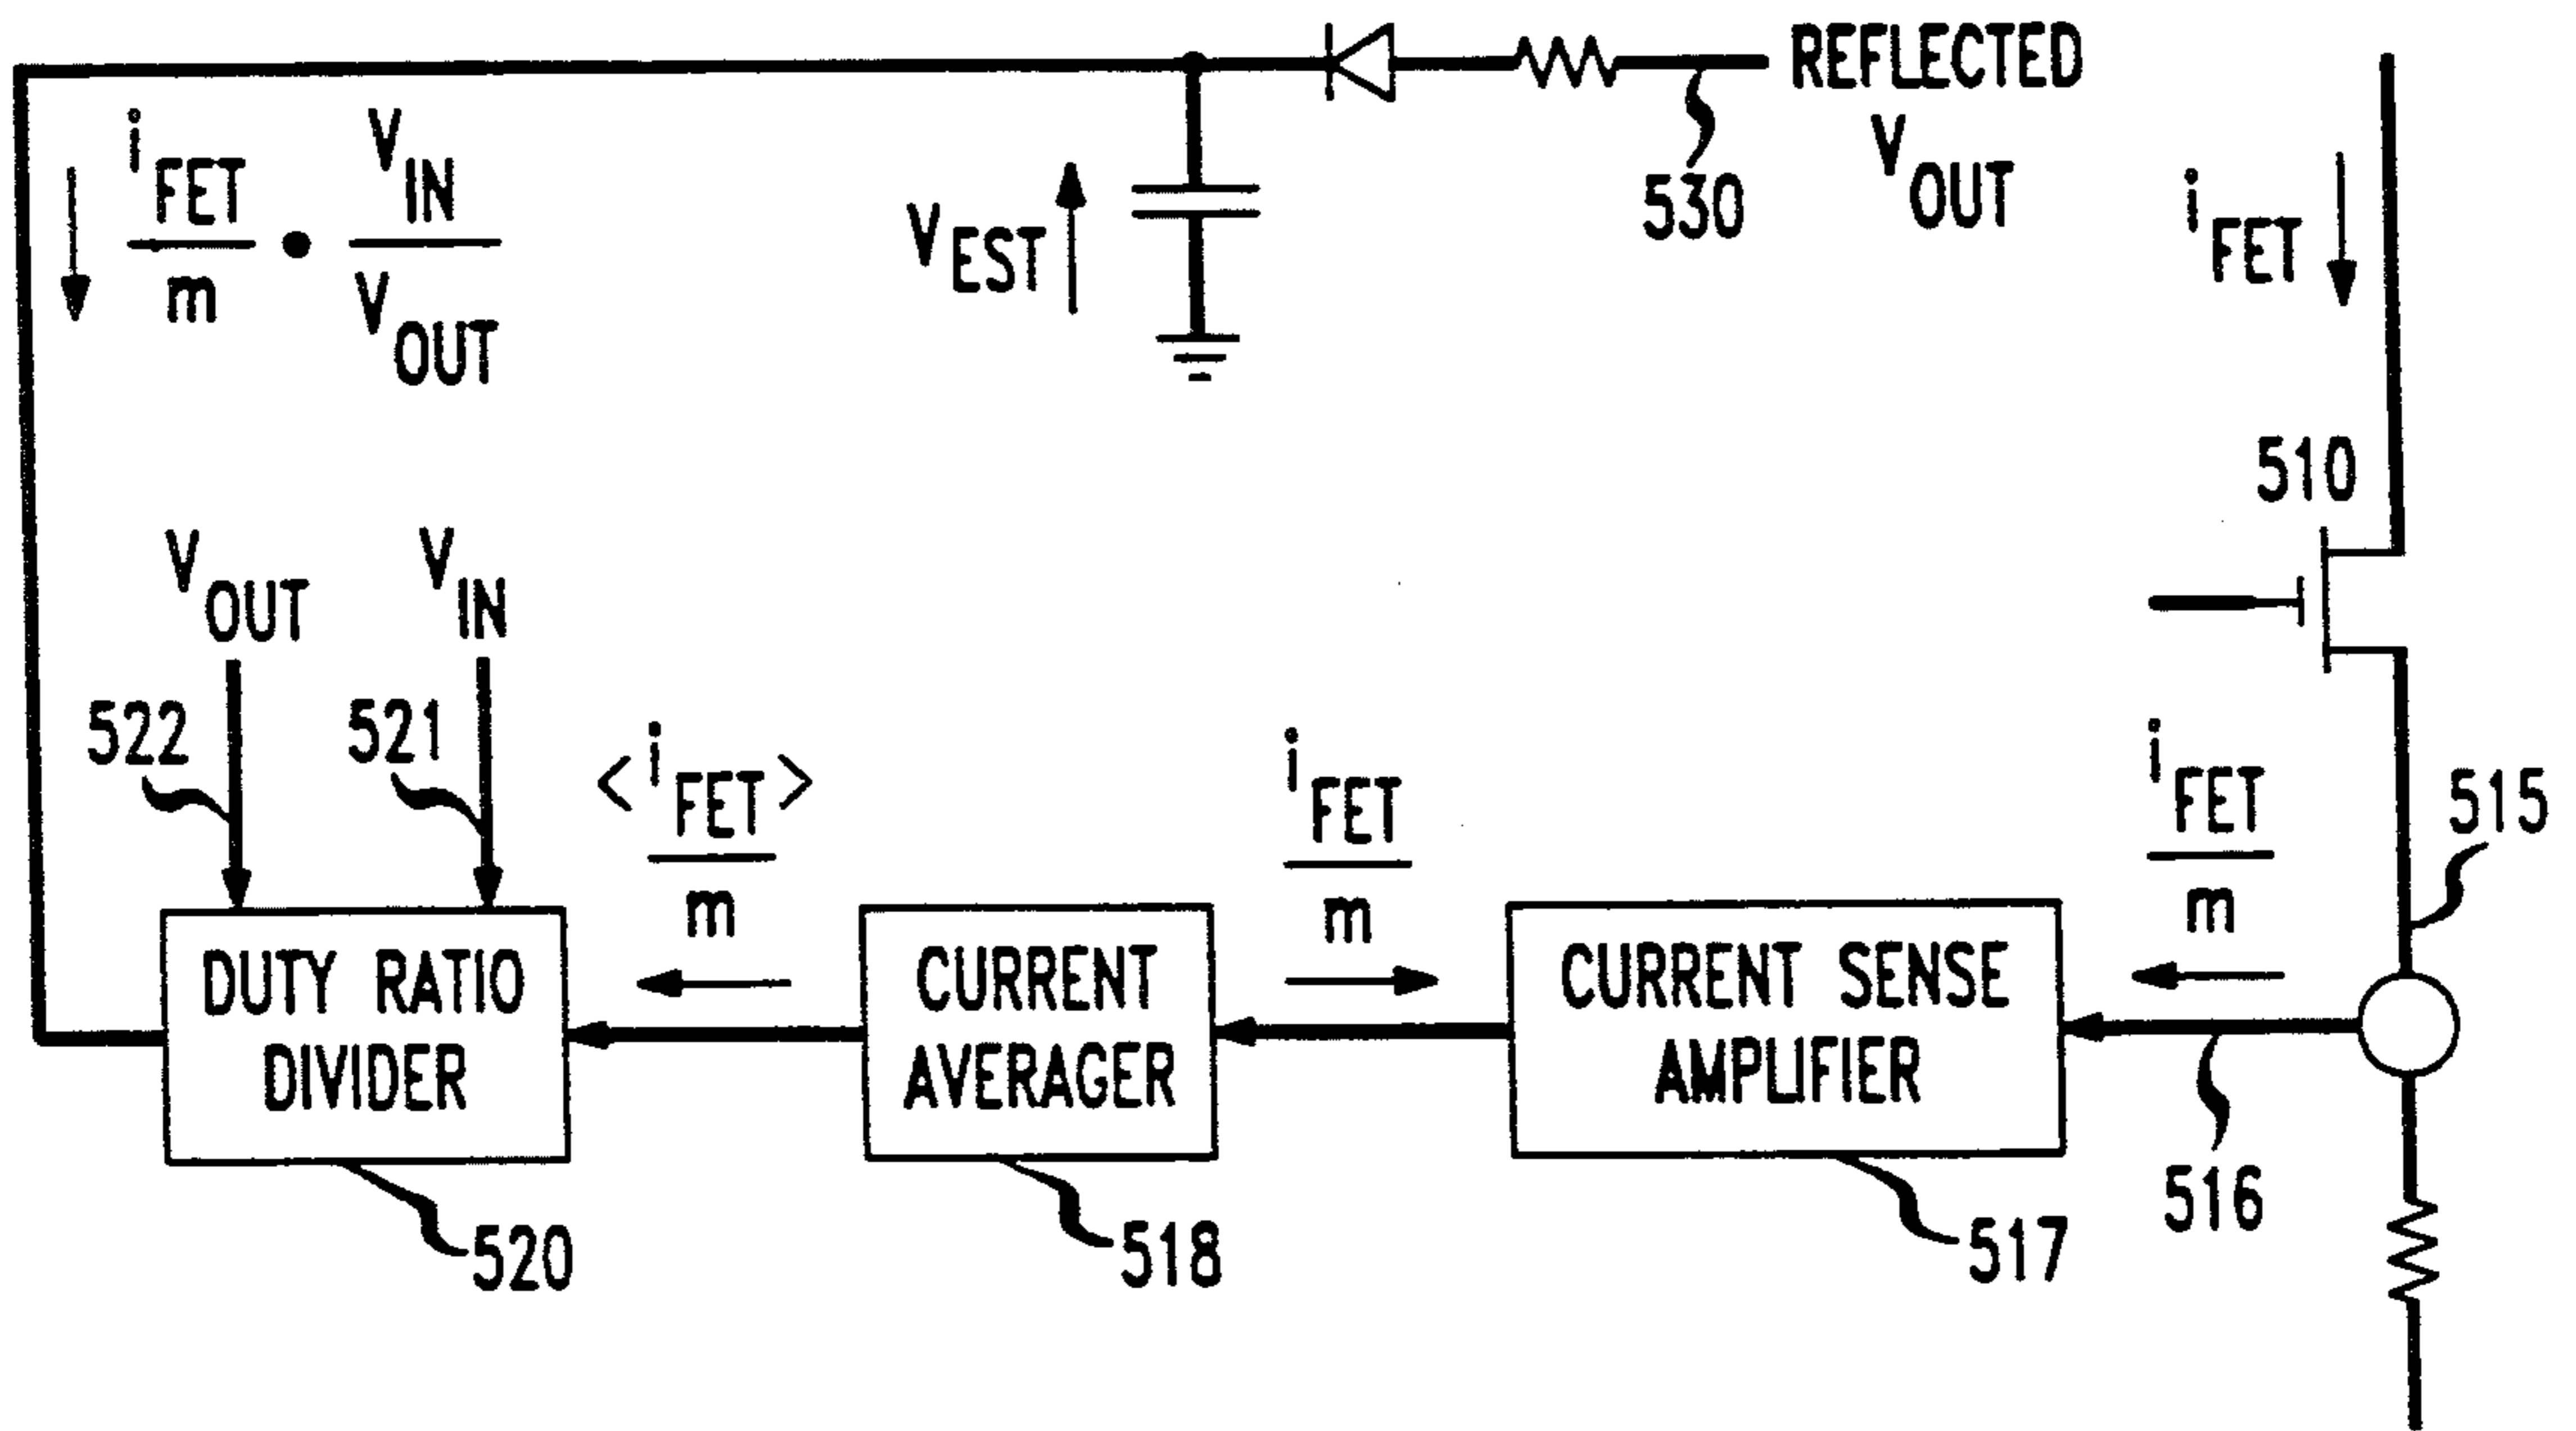 REFLECTED
V OUT
530
i FET
i FET / m • V IN / V OUT
V EST
510
V OUT
V IN
522
521
<i FET> / m
i FET / m
i FET / m
515
DUTY RATIO
DIVIDER
CURRENT
AVERAGER
CURRENT SENSE
AMPLIFIER
516
520
518
517